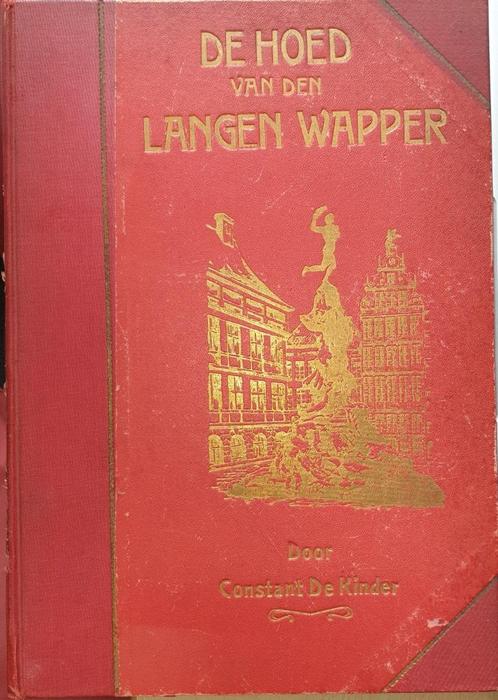 DE HOED
VAN DEN
LANGEN WAPPER
Door
Constant De Kinder